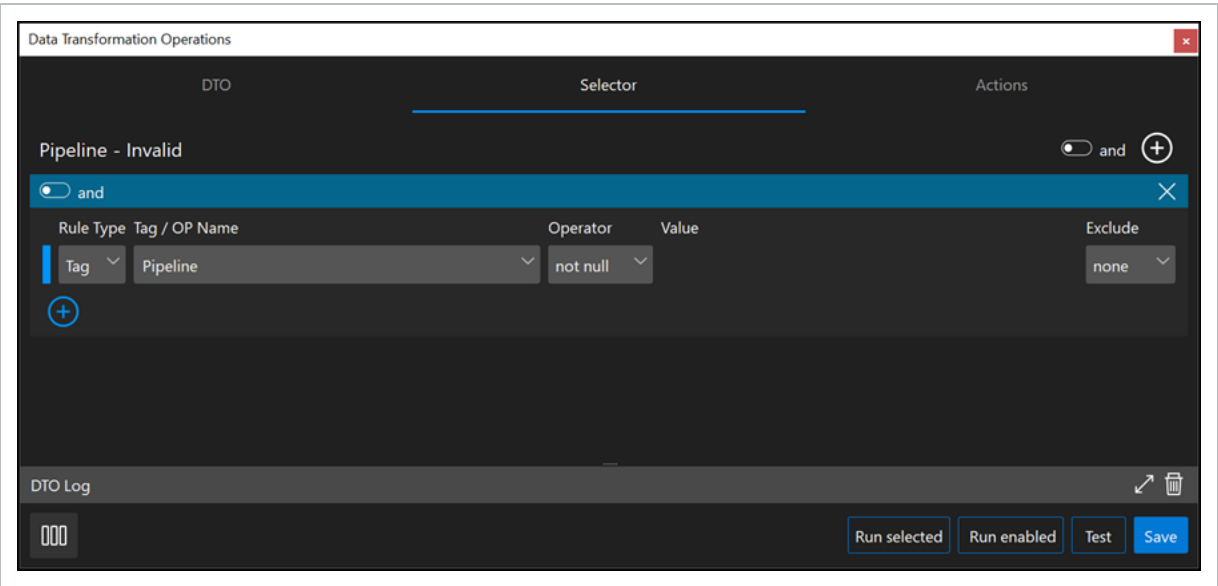 Data Transformation Operations
DTO Selector Actions
Pipeline - Invalid and
and
Rule Type Tag / OP Name Operator Value Exclude
Tag Pipeline not null none
DTO Log
Run selected Run enabled Test Save